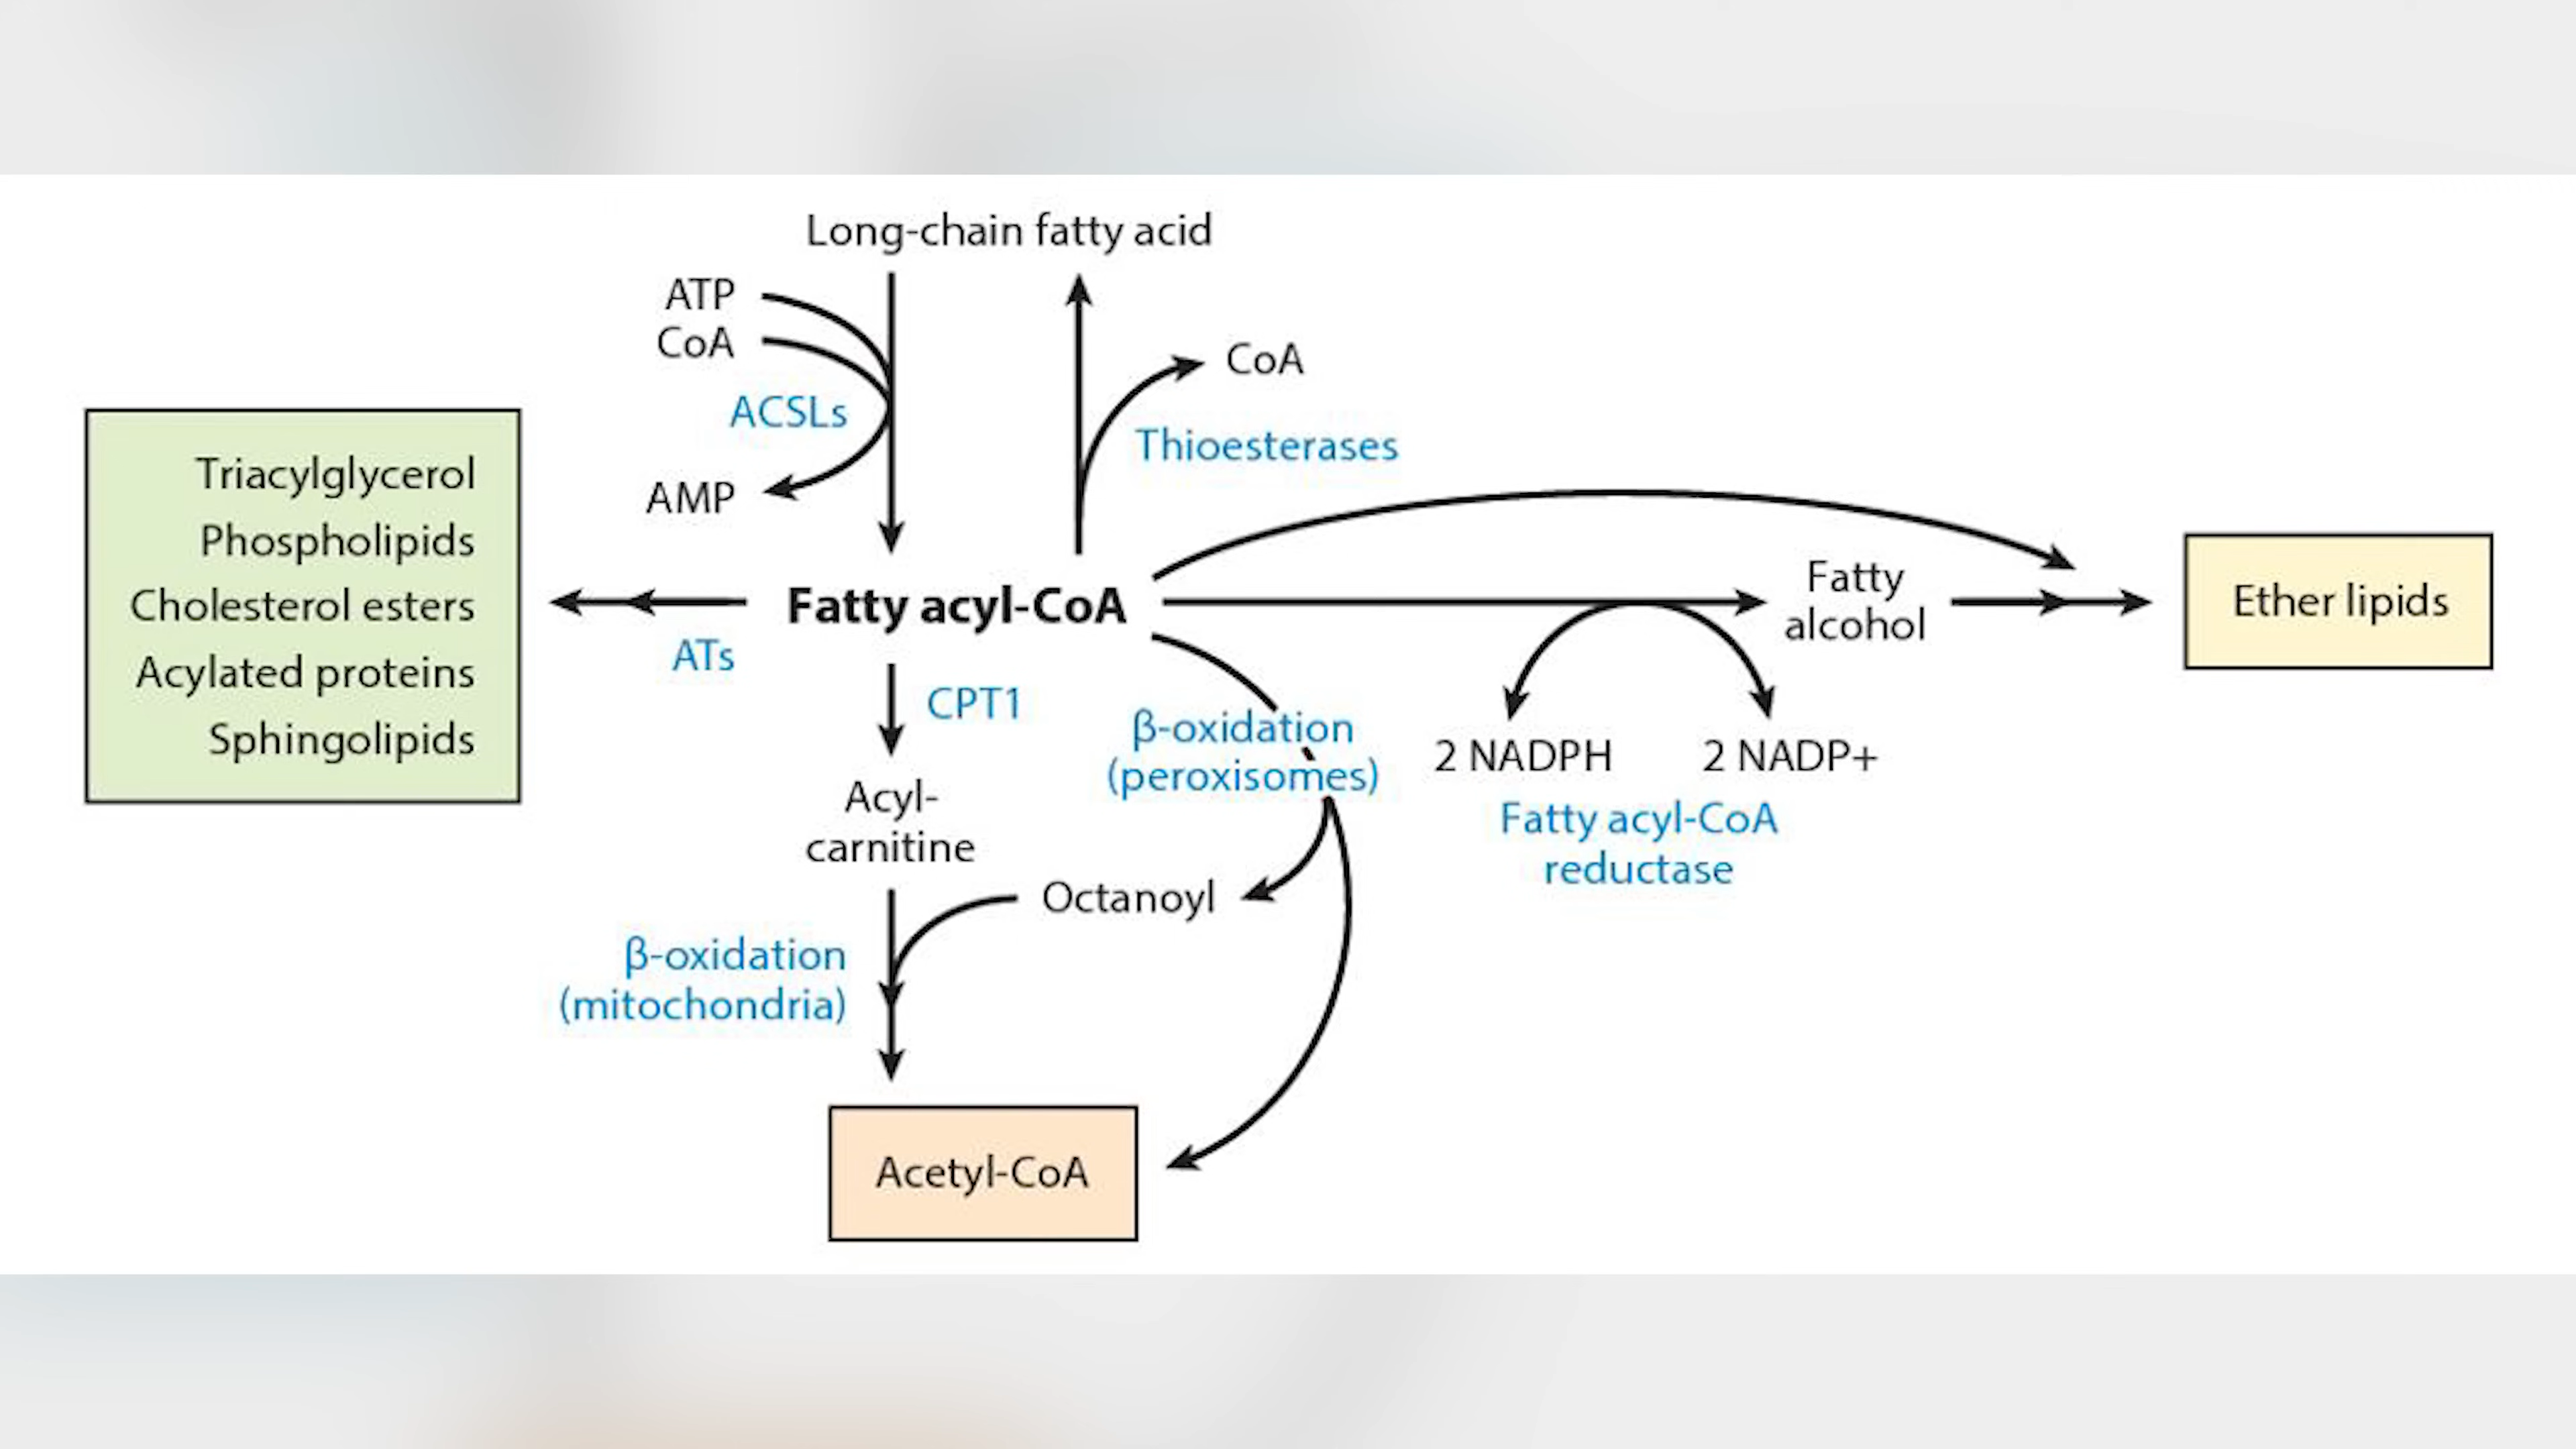 Long-chain fatty acid
ATP
CoA
ACSLs
AMP
CoA
Thioesterases
Triacylglycerol
Phospholipids
Cholesterol esters
Acylated proteins
Sphingolipids
ATs
Fatty acyl-CoA
Fatty
alcohol
Ether lipids
CPT1
β-oxidation
(peroxisomes)
2 NADPH
2 NADP+
Fatty acyl-CoA
reductase
Acyl-
carnitine
Octanoyl
β-oxidation
(mitochondria)
Acetyl-CoA